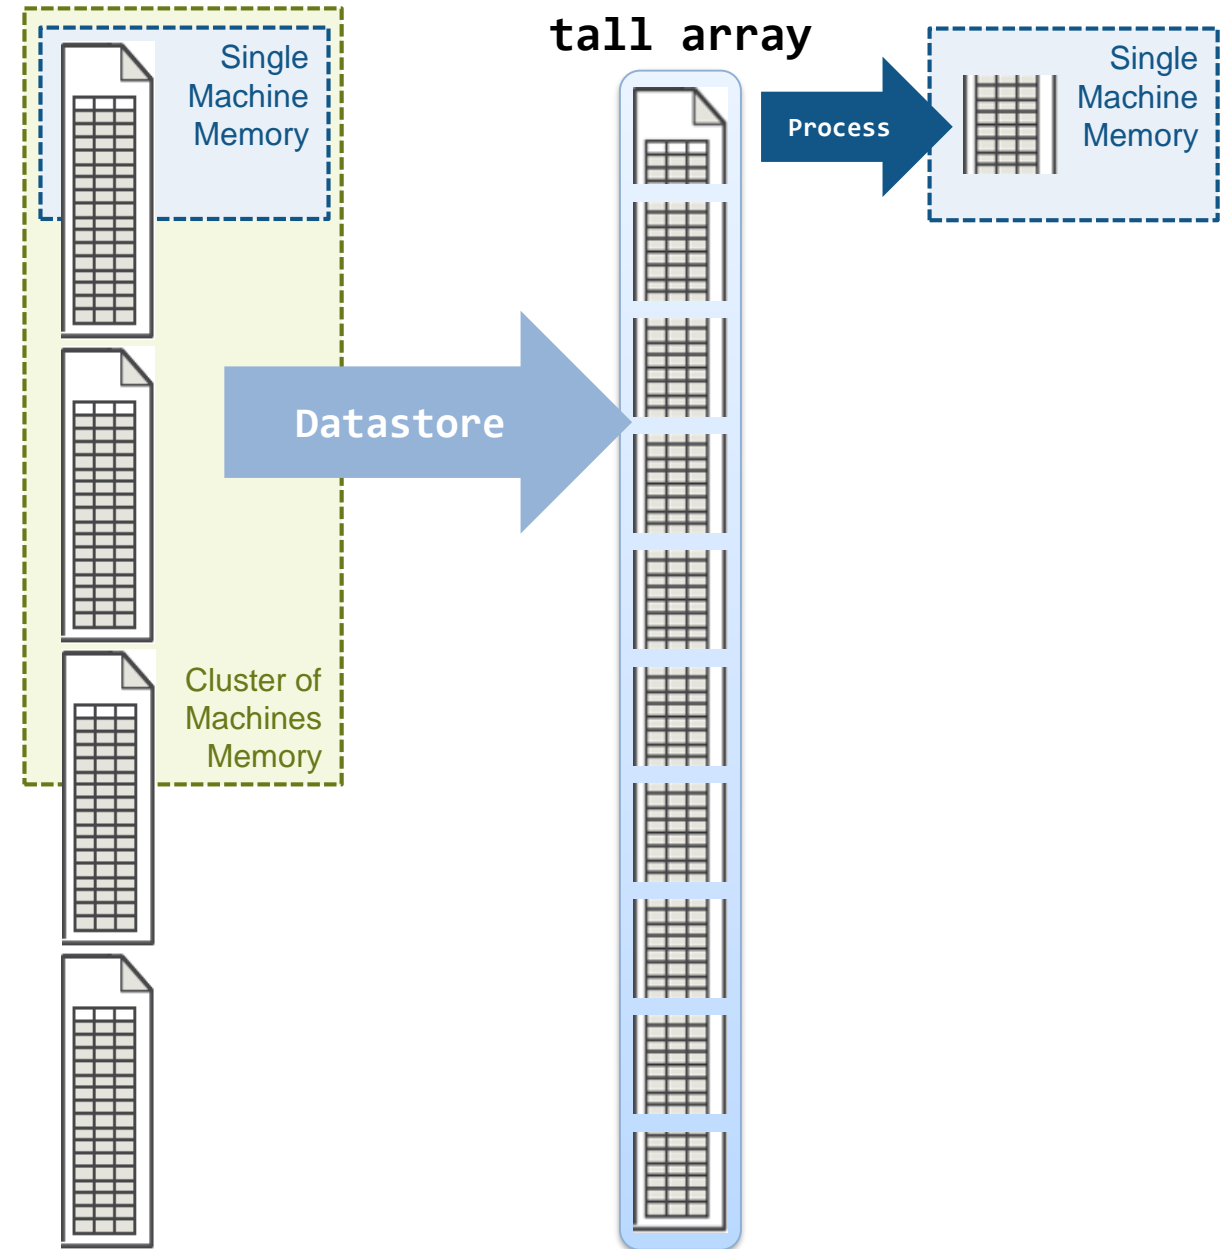 tall array
Single
Machine
Memory
Datastore
Cluster of
Machines
Memory
Process
Single
Machine
Memory